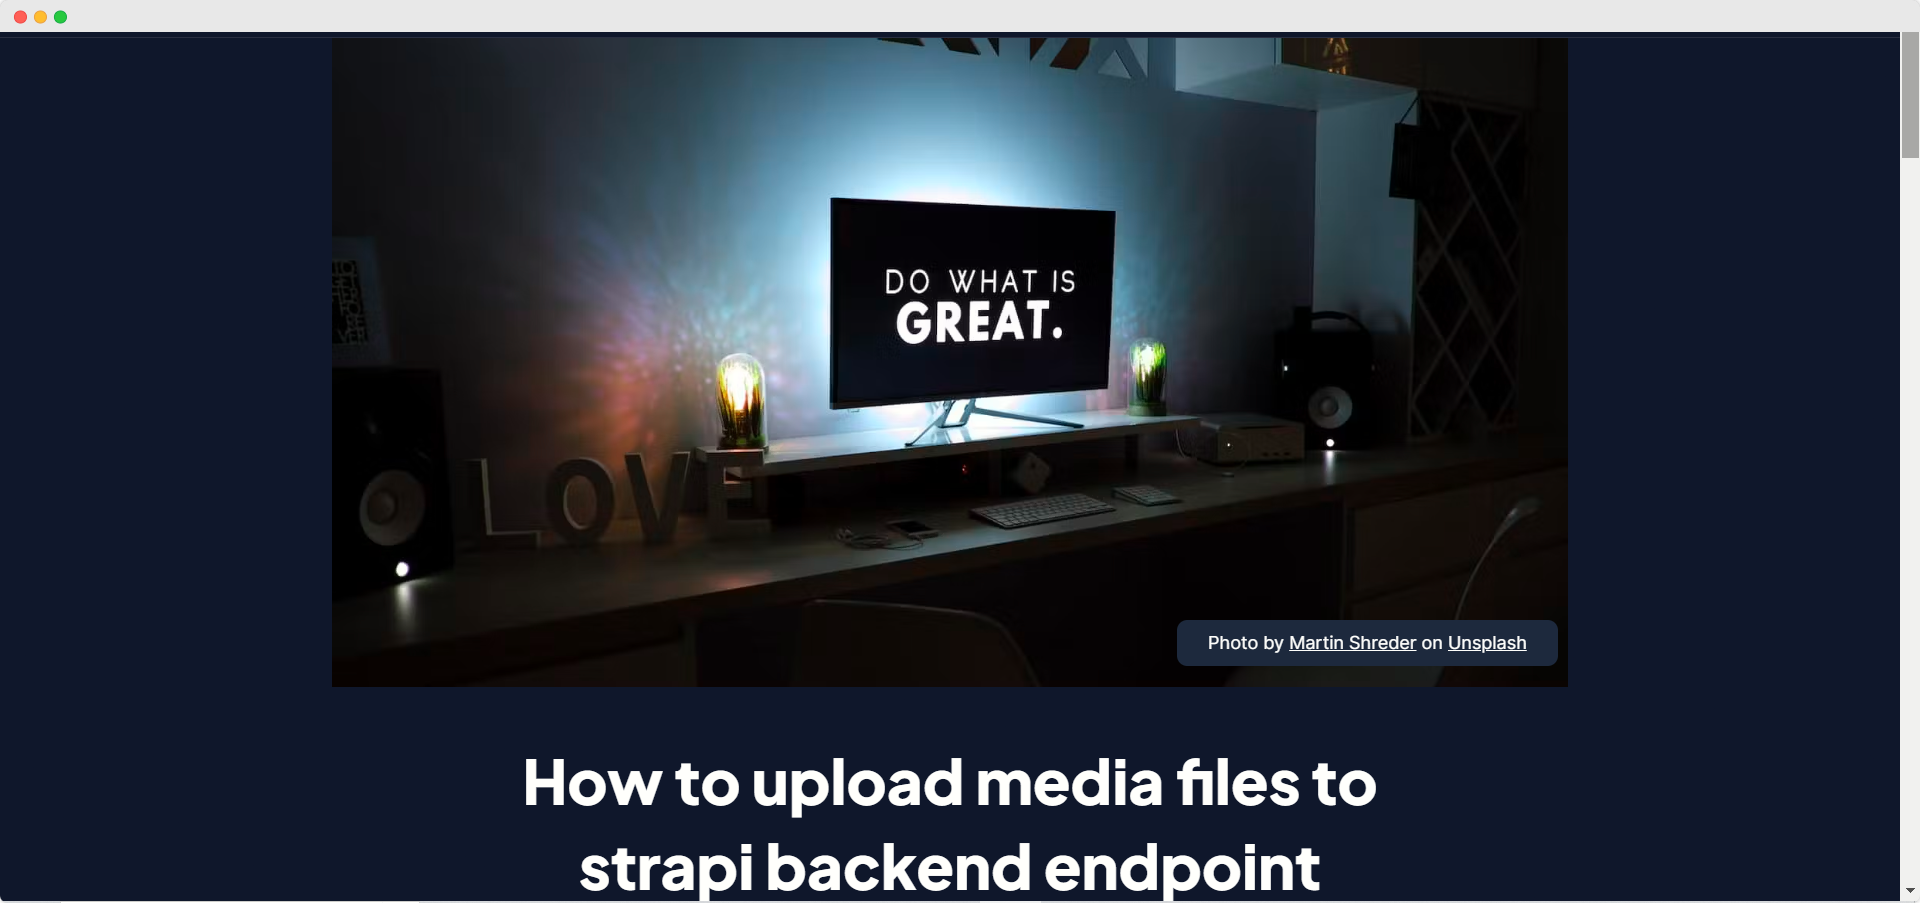 DO WHAT IS
GREAT.
LOVE
Photo by Martin Shreder on Unsplash
How to upload media files to
strapi backend endpoint